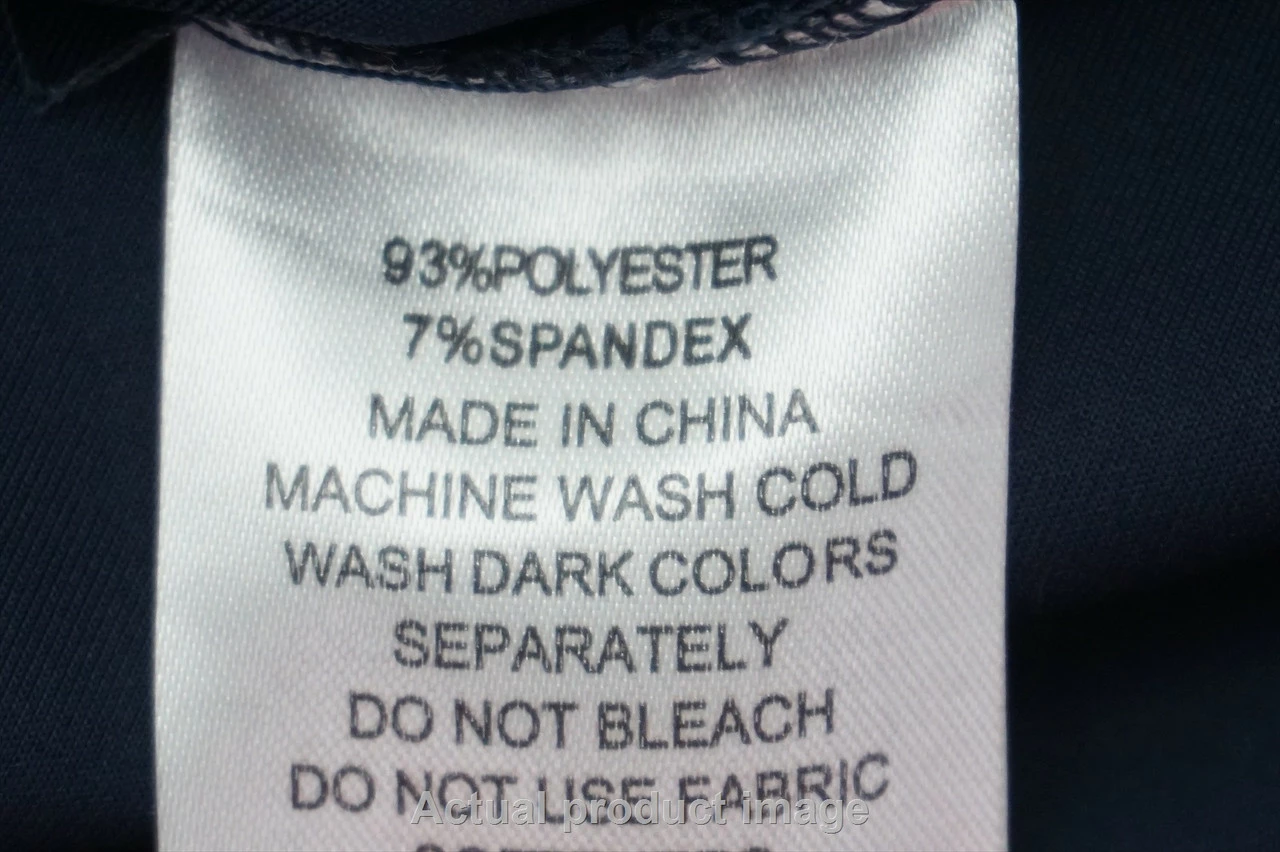 93%POLYESTER
7%SPANDEX
MADE IN CHINA
MACHINE WASH COLD
WASH DARK COLORS
SEPARATELY
DO NOT BLEACH
DO NOT USE FABRIC
Actual product image